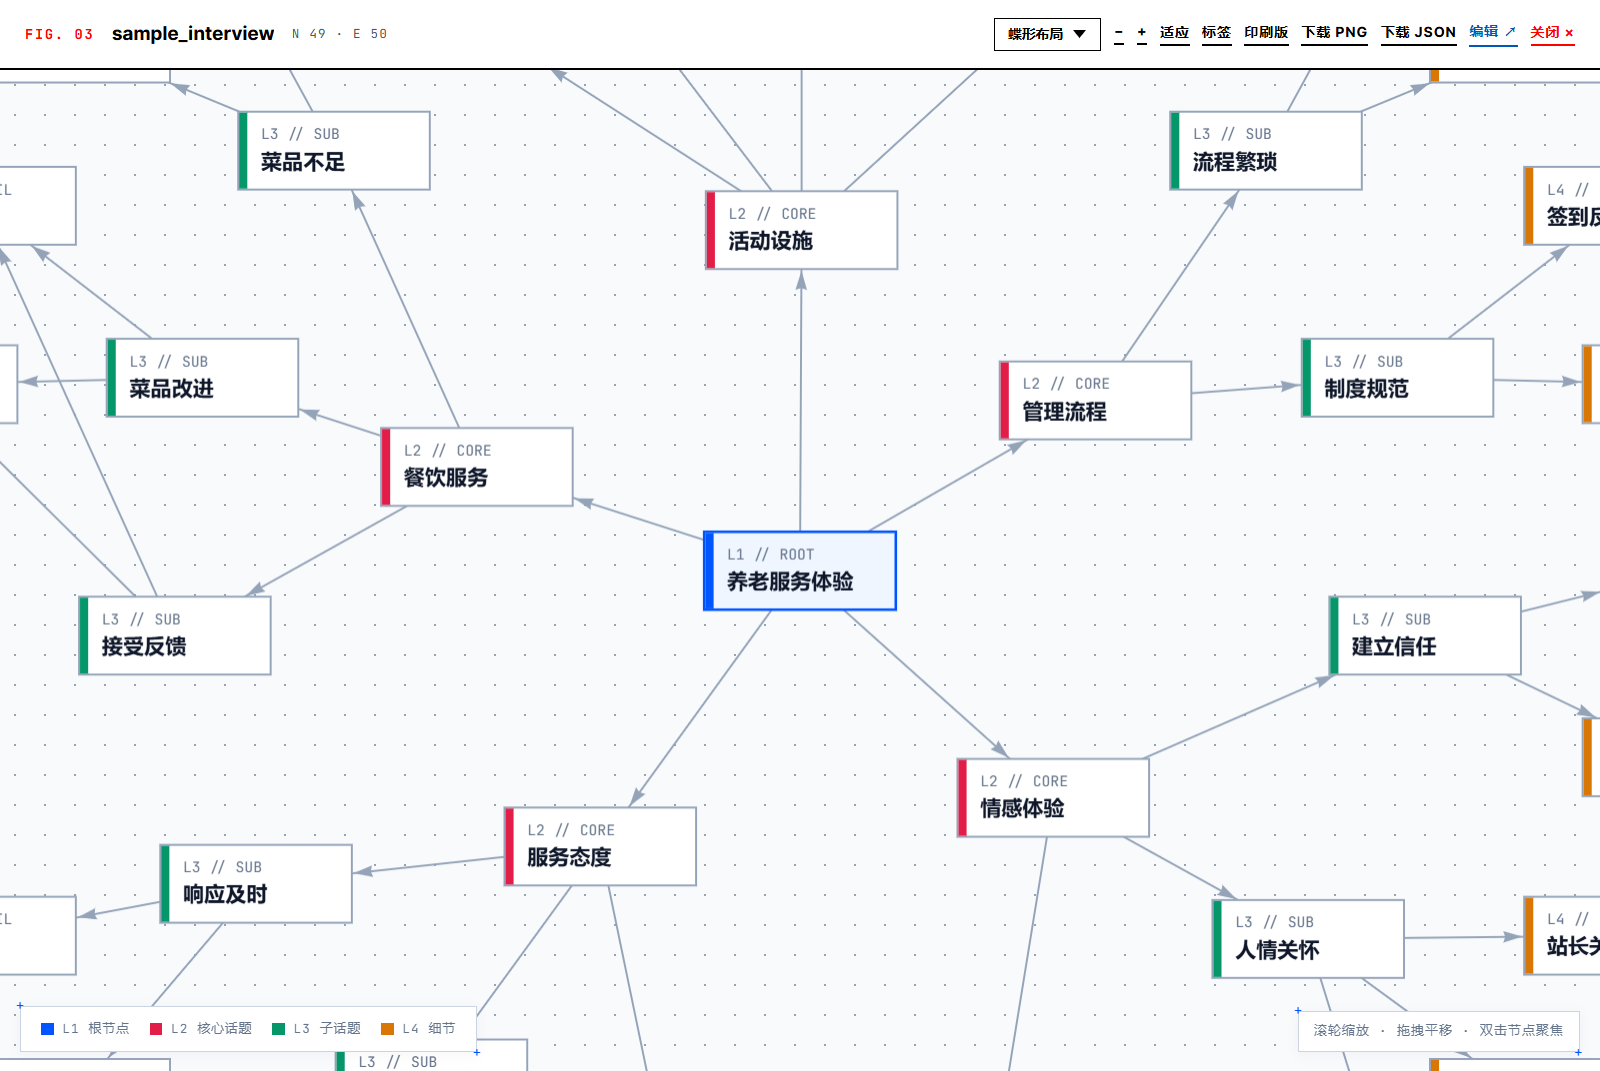 FIG. 03 sample_interview N 49 · E 50
蝶形布局 ▼ − + 适应 标签 印刷版 下载 PNG 下载 JSON 编辑 ↗ 关闭 ×
L3 // SUB
菜品不足
L3 // SUB
流程繁琐
L2 // CORE
活动设施
L4 //
签到反
L3 // SUB
菜品改进
L2 // CORE
管理流程
L3 // SUB
制度规范
L2 // CORE
餐饮服务
L1 // ROOT
养老服务体验
L3 // SUB
接受反馈
L3 // SUB
建立信任
L2 // CORE
情感体验
L2 // CORE
服务态度
L3 // SUB
响应及时
L3 // SUB
人情关怀
L4 //
站长关
L1 根节点 L2 核心话题 L3 子话题 L4 细节
L3 // SUB
滚轮缩放 · 拖拽平移 · 双击节点聚焦